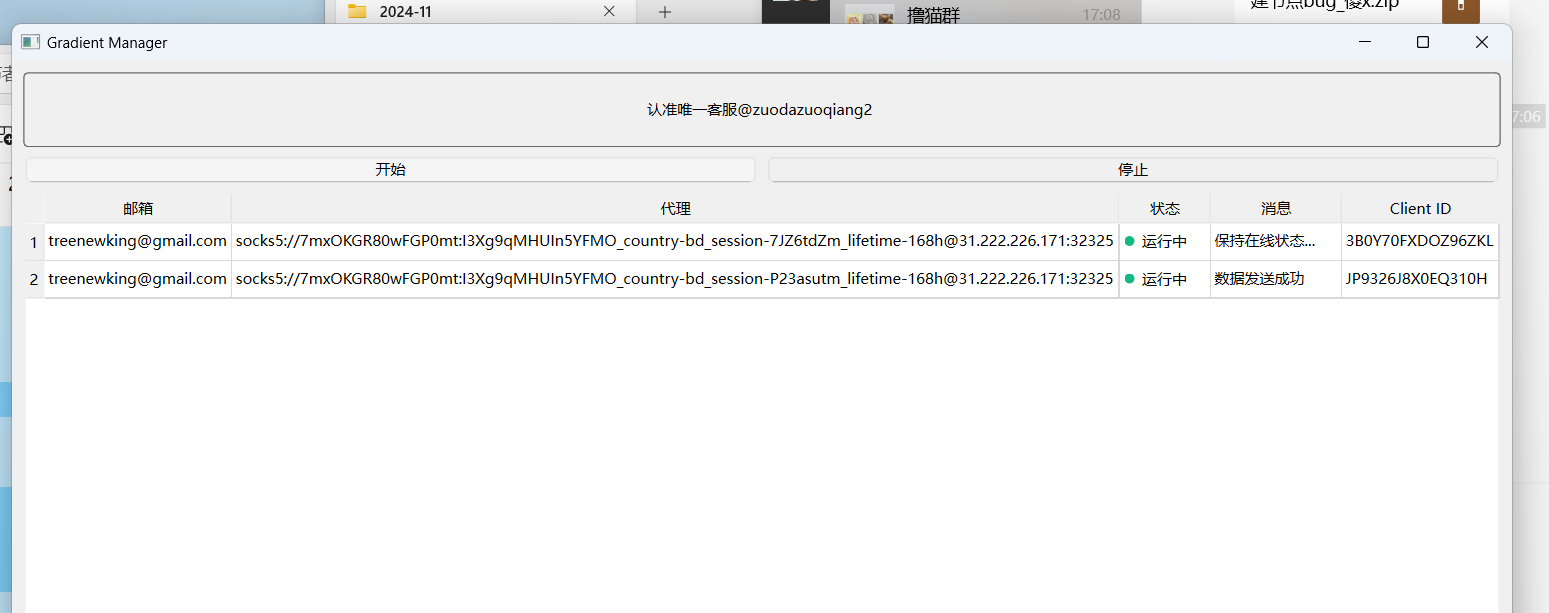 2024-11
撸猫群
17:08
建节点bug_傻x.zip
Gradient Manager
7:06
认准唯一客服@zuodazuoqiang2
开始
停止
邮箱
代理
状态
消息
Client ID
1 treenewking@gmail.com socks5://7mxOKGR80wFGP0mt:I3Xg9qMHUIn5YFMO_country-bd_session-7JZ6tdZm_lifetime-168h@31.222.226.171:32325 运行中 保持在线状态... 3B0Y70FXDOZ96ZKL
2 treenewking@gmail.com socks5://7mxOKGR80wFGP0mt:I3Xg9qMHUIn5YFMO_country-bd_session-P23asutm_lifetime-168h@31.222.226.171:32325 运行中 数据发送成功 JP9326J8X0EQ310H